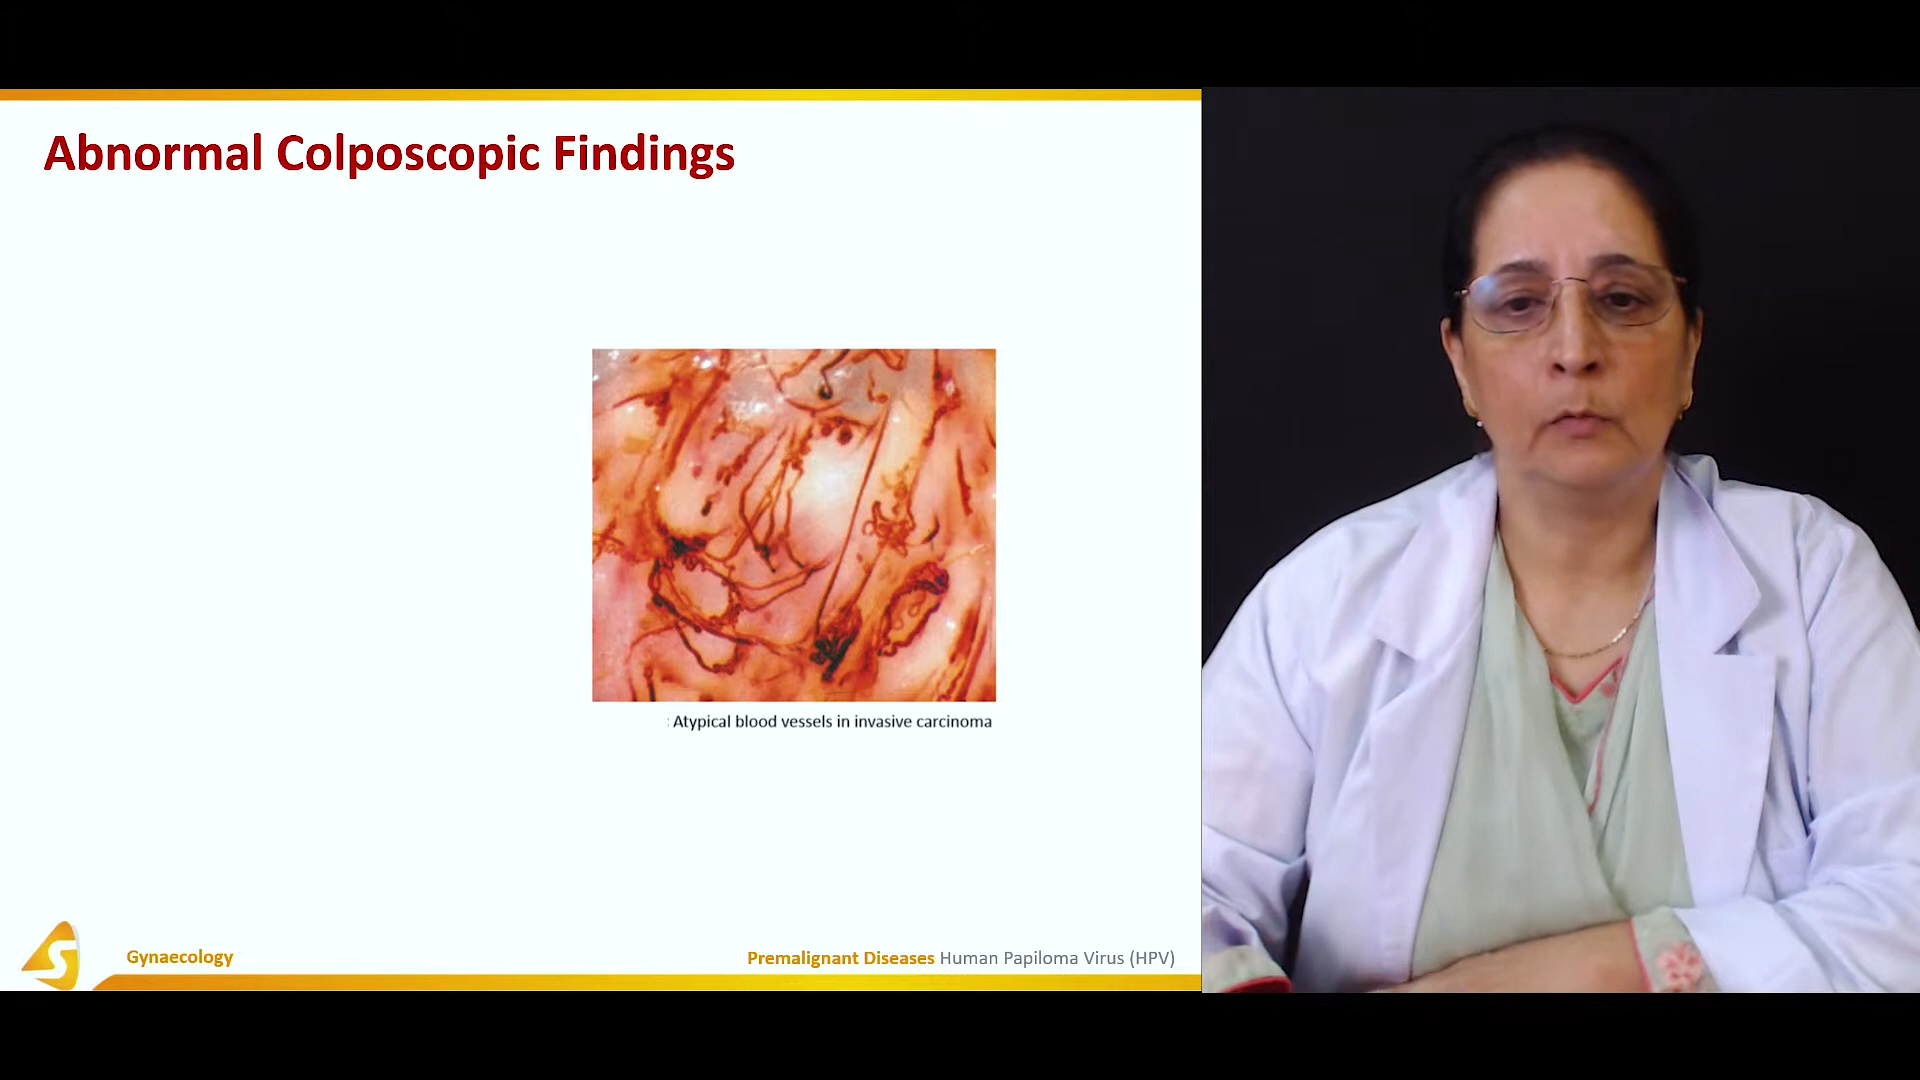 Abnormal Colposcopic Findings
: Atypical blood vessels in invasive carcinoma
S
Gynaecology
Premalignant Diseases Human Papiloma Virus (HPV)